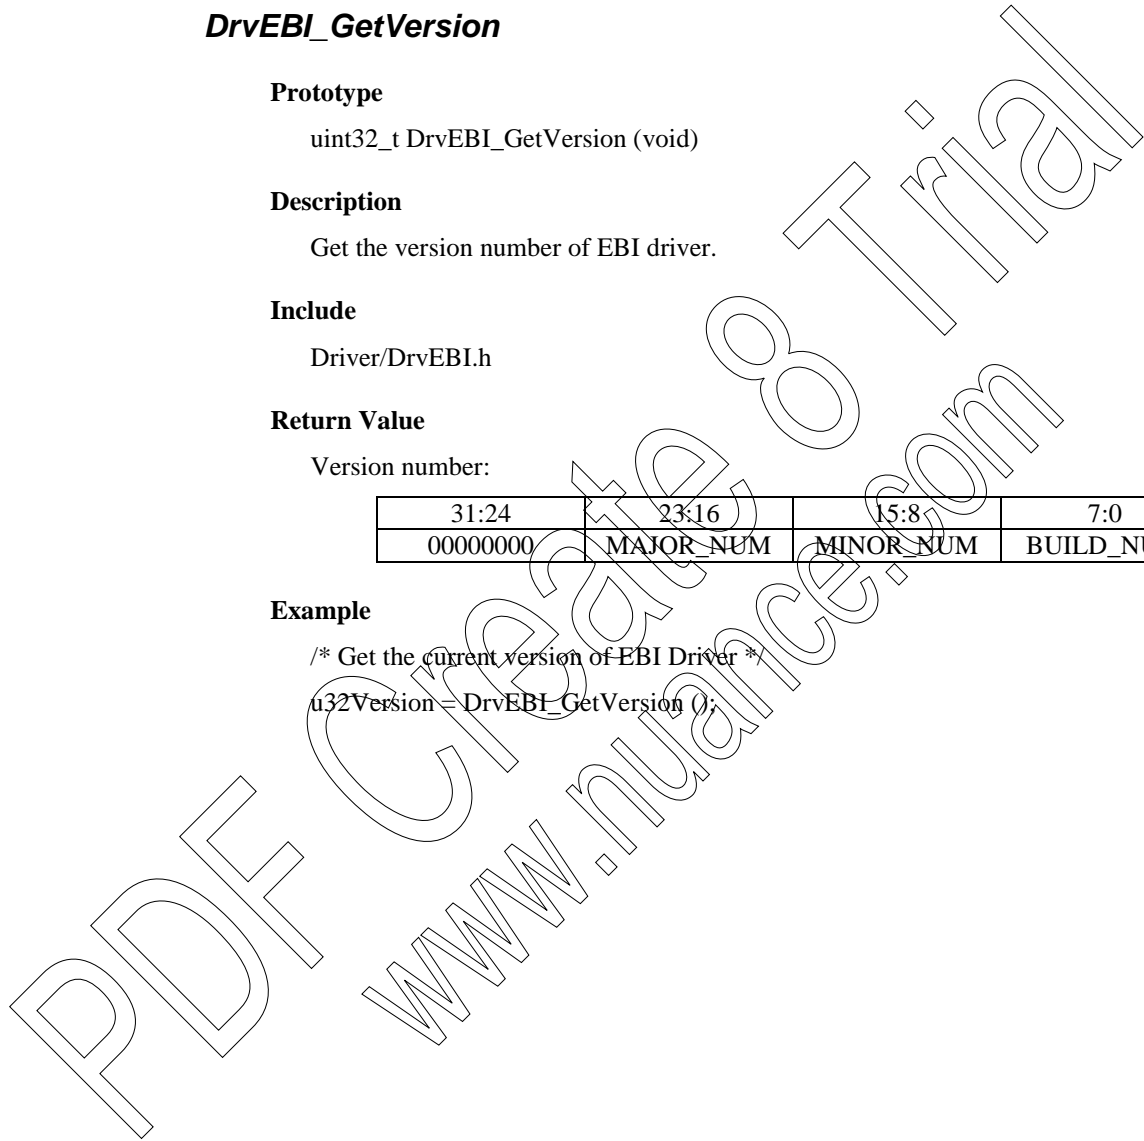 DrvEBI_GetVersion
Prototype
uint32_t DrvEBI_GetVersion (void)
Description
Get the version number of EBI driver.
Include
Driver/DrvEBI.h
Return Value
Version number:
31:24 23:16 15:8 7:0
00000000 MAJOR_NUM MINOR_NUM
Example
/* Get the current version of EBI Driver */
u32Version = DrvEBI_GetVersion ();
PDF Create 8 Trial
www.nuance.com